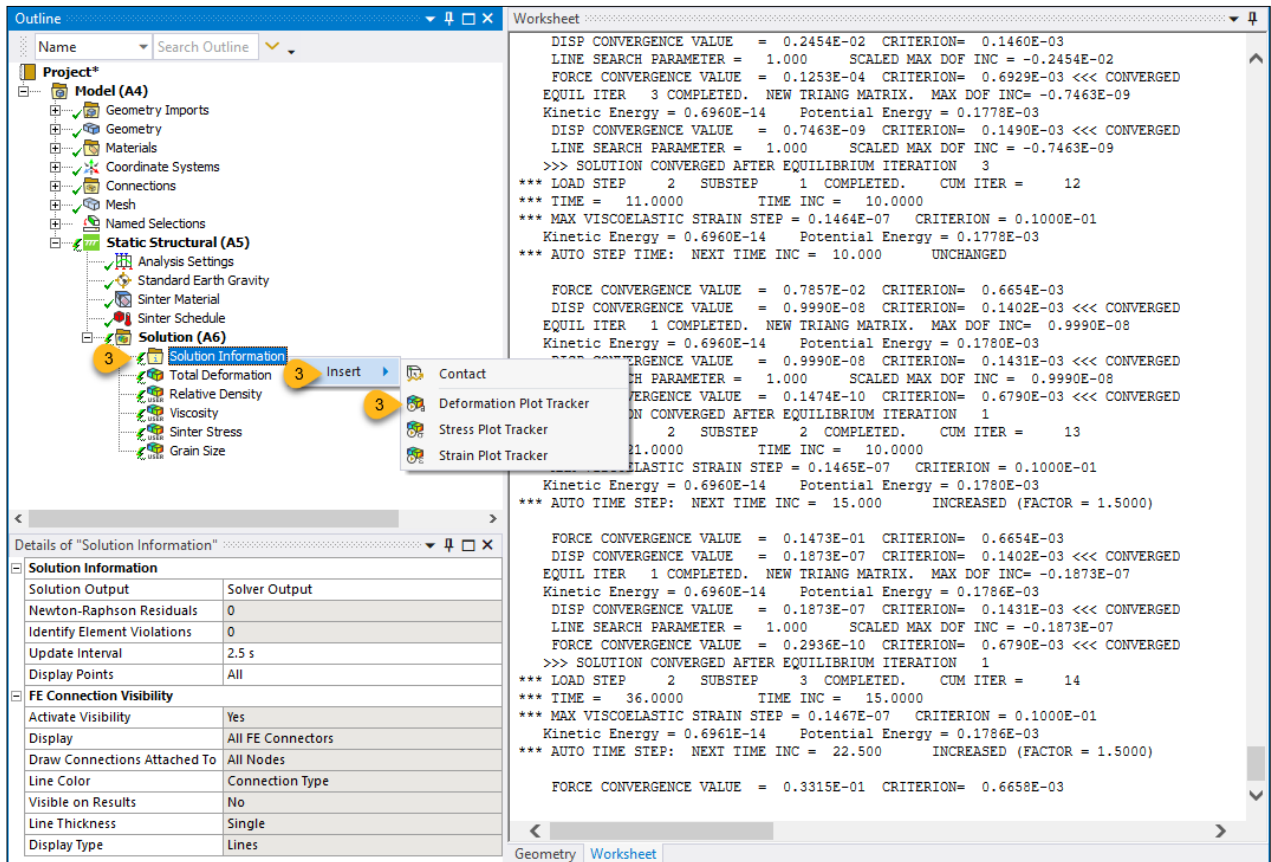 Outline
Name
Search Outline
Project*
Model (A4)
Geometry Imports
Geometry
Materials
Coordinate Systems
Connections
Mesh
Named Selections
Static Structural (A5)
Analysis Settings
Standard Earth Gravity
Sinter Material
Sinter Schedule
Solution (A6)
3
Solution Information
Total Deformation
Relative Density
Viscosity
Sinter Stress
Grain Size
3
Insert
Contact
3
Deformation Plot Tracker
Stress Plot Tracker
Strain Plot Tracker
Details of "Solution Information"
Solution Information
Solution Output Solver Output
Newton-Raphson Residuals 0
Identify Element Violations 0
Update Interval 2.5 s
Display Points All
FE Connection Visibility
Activate Visibility Yes
Display All FE Connectors
Draw Connections Attached To All Nodes
Line Color Connection Type
Visible on Results No
Line Thickness Single
Display Type Lines
Worksheet
DISP CONVERGENCE VALUE = 0.2454E-02 CRITERION= 0.1460E-03
LINE SEARCH PARAMETER = 1.000 SCALED MAX DOF INC = -0.2454E-02
FORCE CONVERGENCE VALUE = 0.1253E-04 CRITERION= 0.6929E-03 <<< CONVERGED
EQUIL ITER 3 COMPLETED. NEW TRIANG MATRIX. MAX DOF INC= -0.7463E-09
Kinetic Energy = 0.6960E-14 Potential Energy = 0.1778E-03
DISP CONVERGENCE VALUE = 0.7463E-09 CRITERION= 0.1490E-03 <<< CONVERGED
LINE SEARCH PARAMETER = 1.000 SCALED MAX DOF INC = -0.7463E-09
>>> SOLUTION CONVERGED AFTER EQUILIBRIUM ITERATION 3
*** LOAD STEP 2 SUBSTEP 1 COMPLETED. CUM ITER = 12
*** TIME = 11.0000 TIME INC = 10.0000
*** MAX VISCOELASTIC STRAIN STEP = 0.1464E-07 CRITERION = 0.1000E-01
Kinetic Energy = 0.6960E-14 Potential Energy = 0.1778E-03
*** AUTO STEP TIME: NEXT TIME INC = 10.000 UNCHANGED
FORCE CONVERGENCE VALUE = 0.7857E-02 CRITERION= 0.6654E-03
DISP CONVERGENCE VALUE = 0.9990E-08 CRITERION= 0.1402E-03 <<< CONVERGED
EQUIL ITER 1 COMPLETED. NEW TRIANG MATRIX. MAX DOF INC= 0.9990E-08
Kinetic Energy = 0.6960E-14 Potential Energy = 0.1780E-03
DISP CONVERGENCE VALUE = 0.9990E-08 CRITERION= 0.1431E-03 <<< CONVERGED
H PARAMETER = 1.000 SCALED MAX DOF INC = 0.9990E-08
ERGENCE VALUE = 0.1474E-10 CRITERION= 0.6790E-03 <<< CONVERGED
ON CONVERGED AFTER EQUILIBRIUM ITERATION 1
2 SUBSTEP 2 COMPLETED. CUM ITER = 13
21.0000 TIME INC = 10.0000
ELASTIC STRAIN STEP = 0.1465E-07 CRITERION = 0.1000E-01
Kinetic Energy = 0.6960E-14 Potential Energy = 0.1780E-03
*** AUTO TIME STEP: NEXT TIME INC = 15.000 INCREASED (FACTOR = 1.5000)
FORCE CONVERGENCE VALUE = 0.1473E-01 CRITERION= 0.6654E-03
DISP CONVERGENCE VALUE = 0.1873E-07 CRITERION= 0.1402E-03 <<< CONVERGED
EQUIL ITER 1 COMPLETED. NEW TRIANG MATRIX. MAX DOF INC= -0.1873E-07
Kinetic Energy = 0.6960E-14 Potential Energy = 0.1786E-03
DISP CONVERGENCE VALUE = 0.1873E-07 CRITERION= 0.1431E-03 <<< CONVERGED
LINE SEARCH PARAMETER = 1.000 SCALED MAX DOF INC = -0.1873E-07
FORCE CONVERGENCE VALUE = 0.2936E-10 CRITERION= 0.6790E-03 <<< CONVERGED
>>> SOLUTION CONVERGED AFTER EQUILIBRIUM ITERATION 1
*** LOAD STEP 2 SUBSTEP 3 COMPLETED. CUM ITER = 14
*** TIME = 36.0000 TIME INC = 15.0000
*** MAX VISCOELASTIC STRAIN STEP = 0.1467E-07 CRITERION = 0.1000E-01
Kinetic Energy = 0.6961E-14 Potential Energy = 0.1786E-03
*** AUTO TIME STEP: NEXT TIME INC = 22.500 INCREASED (FACTOR = 1.5000)
FORCE CONVERGENCE VALUE = 0.3315E-01 CRITERION= 0.6658E-03
Geometry Worksheet